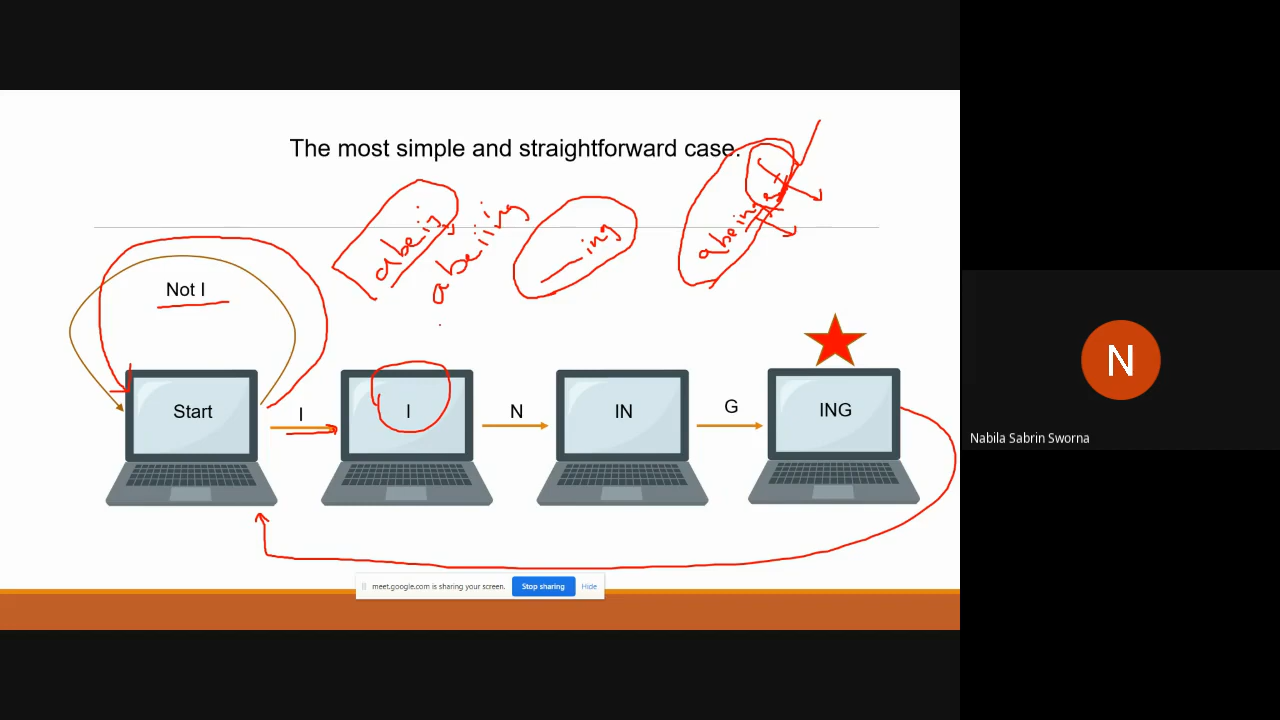 The most simple and straightforward case.
abeig
abeiing
ing
abeing
Not I
Start
I
I
N
IN
G
ING
meet.google.com is sharing your screen.
Stop sharing
Hide
N
Nabila Sabrin Sworna